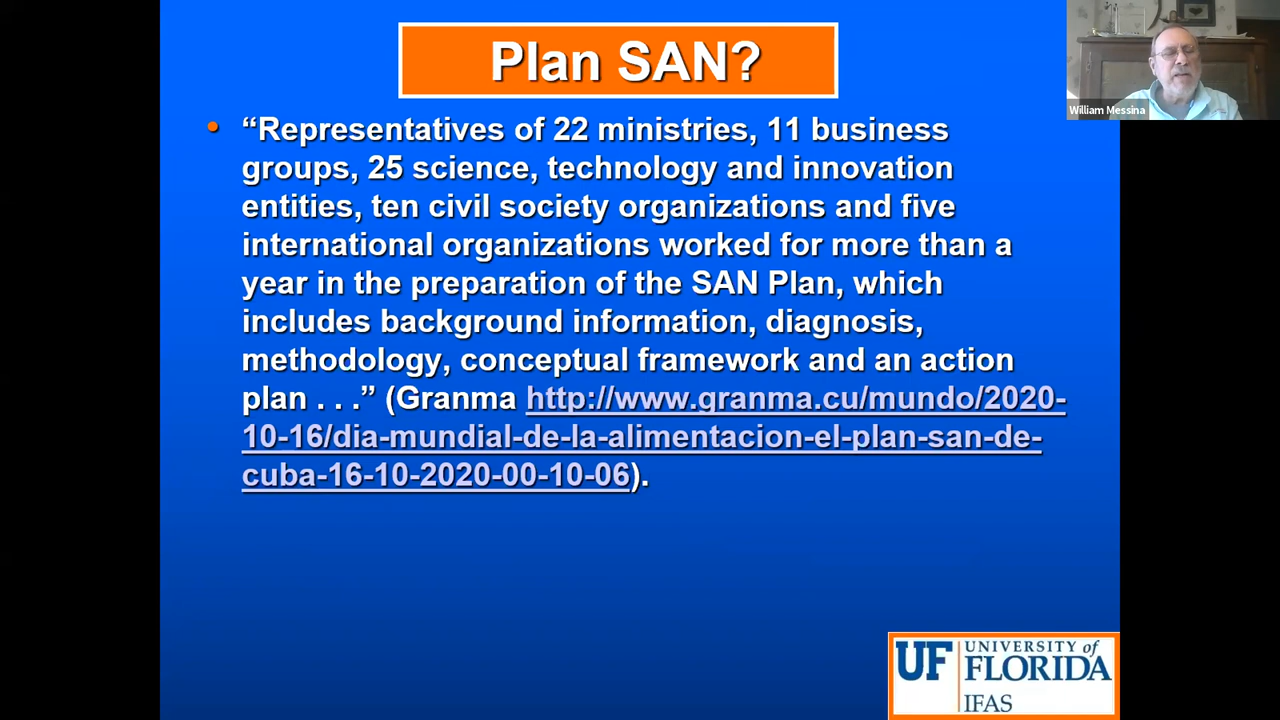 Plan SAN?
William Messina
• “Representatives of 22 ministries, 11 business
groups, 25 science, technology and innovation
entities, ten civil society organizations and five
international organizations worked for more than a
year in the preparation of the SAN Plan, which
includes background information, diagnosis,
methodology, conceptual framework and an action
plan . . .” (Granma http://www.granma.cu/mundo/2020-
10-16/dia-mundial-de-la-alimentacion-el-plan-san-de-
cuba-16-10-2020-00-10-06).
UF UNIVERSITY of
FLORIDA
IFAS